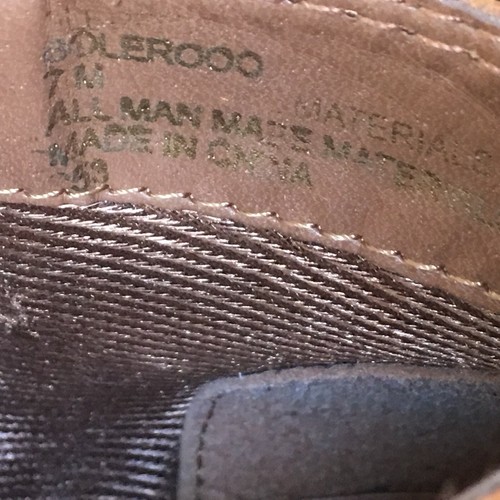 BOLEROOO
7 M
ALL MAN MADE MATERIALS
MADE IN CHINA